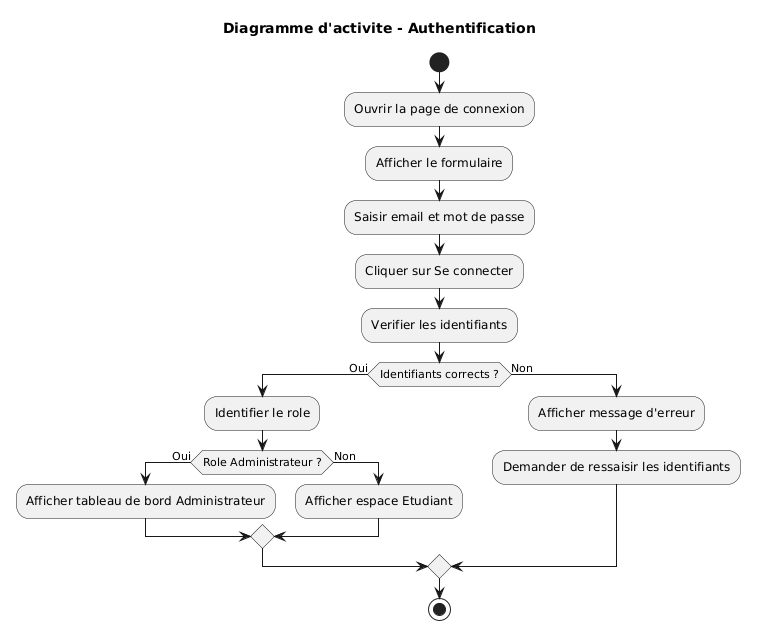 Diagramme d'activite - Authentification
Ouvrir la page de connexion
Afficher le formulaire
Saisir email et mot de passe
Cliquer sur Se connecter
Verifier les identifiants
Oui
Identifiants corrects ?
Non
Identifier le role
Afficher message d'erreur
Oui
Role Administrateur ?
Non
Demander de ressaisir les identifiants
Afficher tableau de bord Administrateur
Afficher espace Etudiant